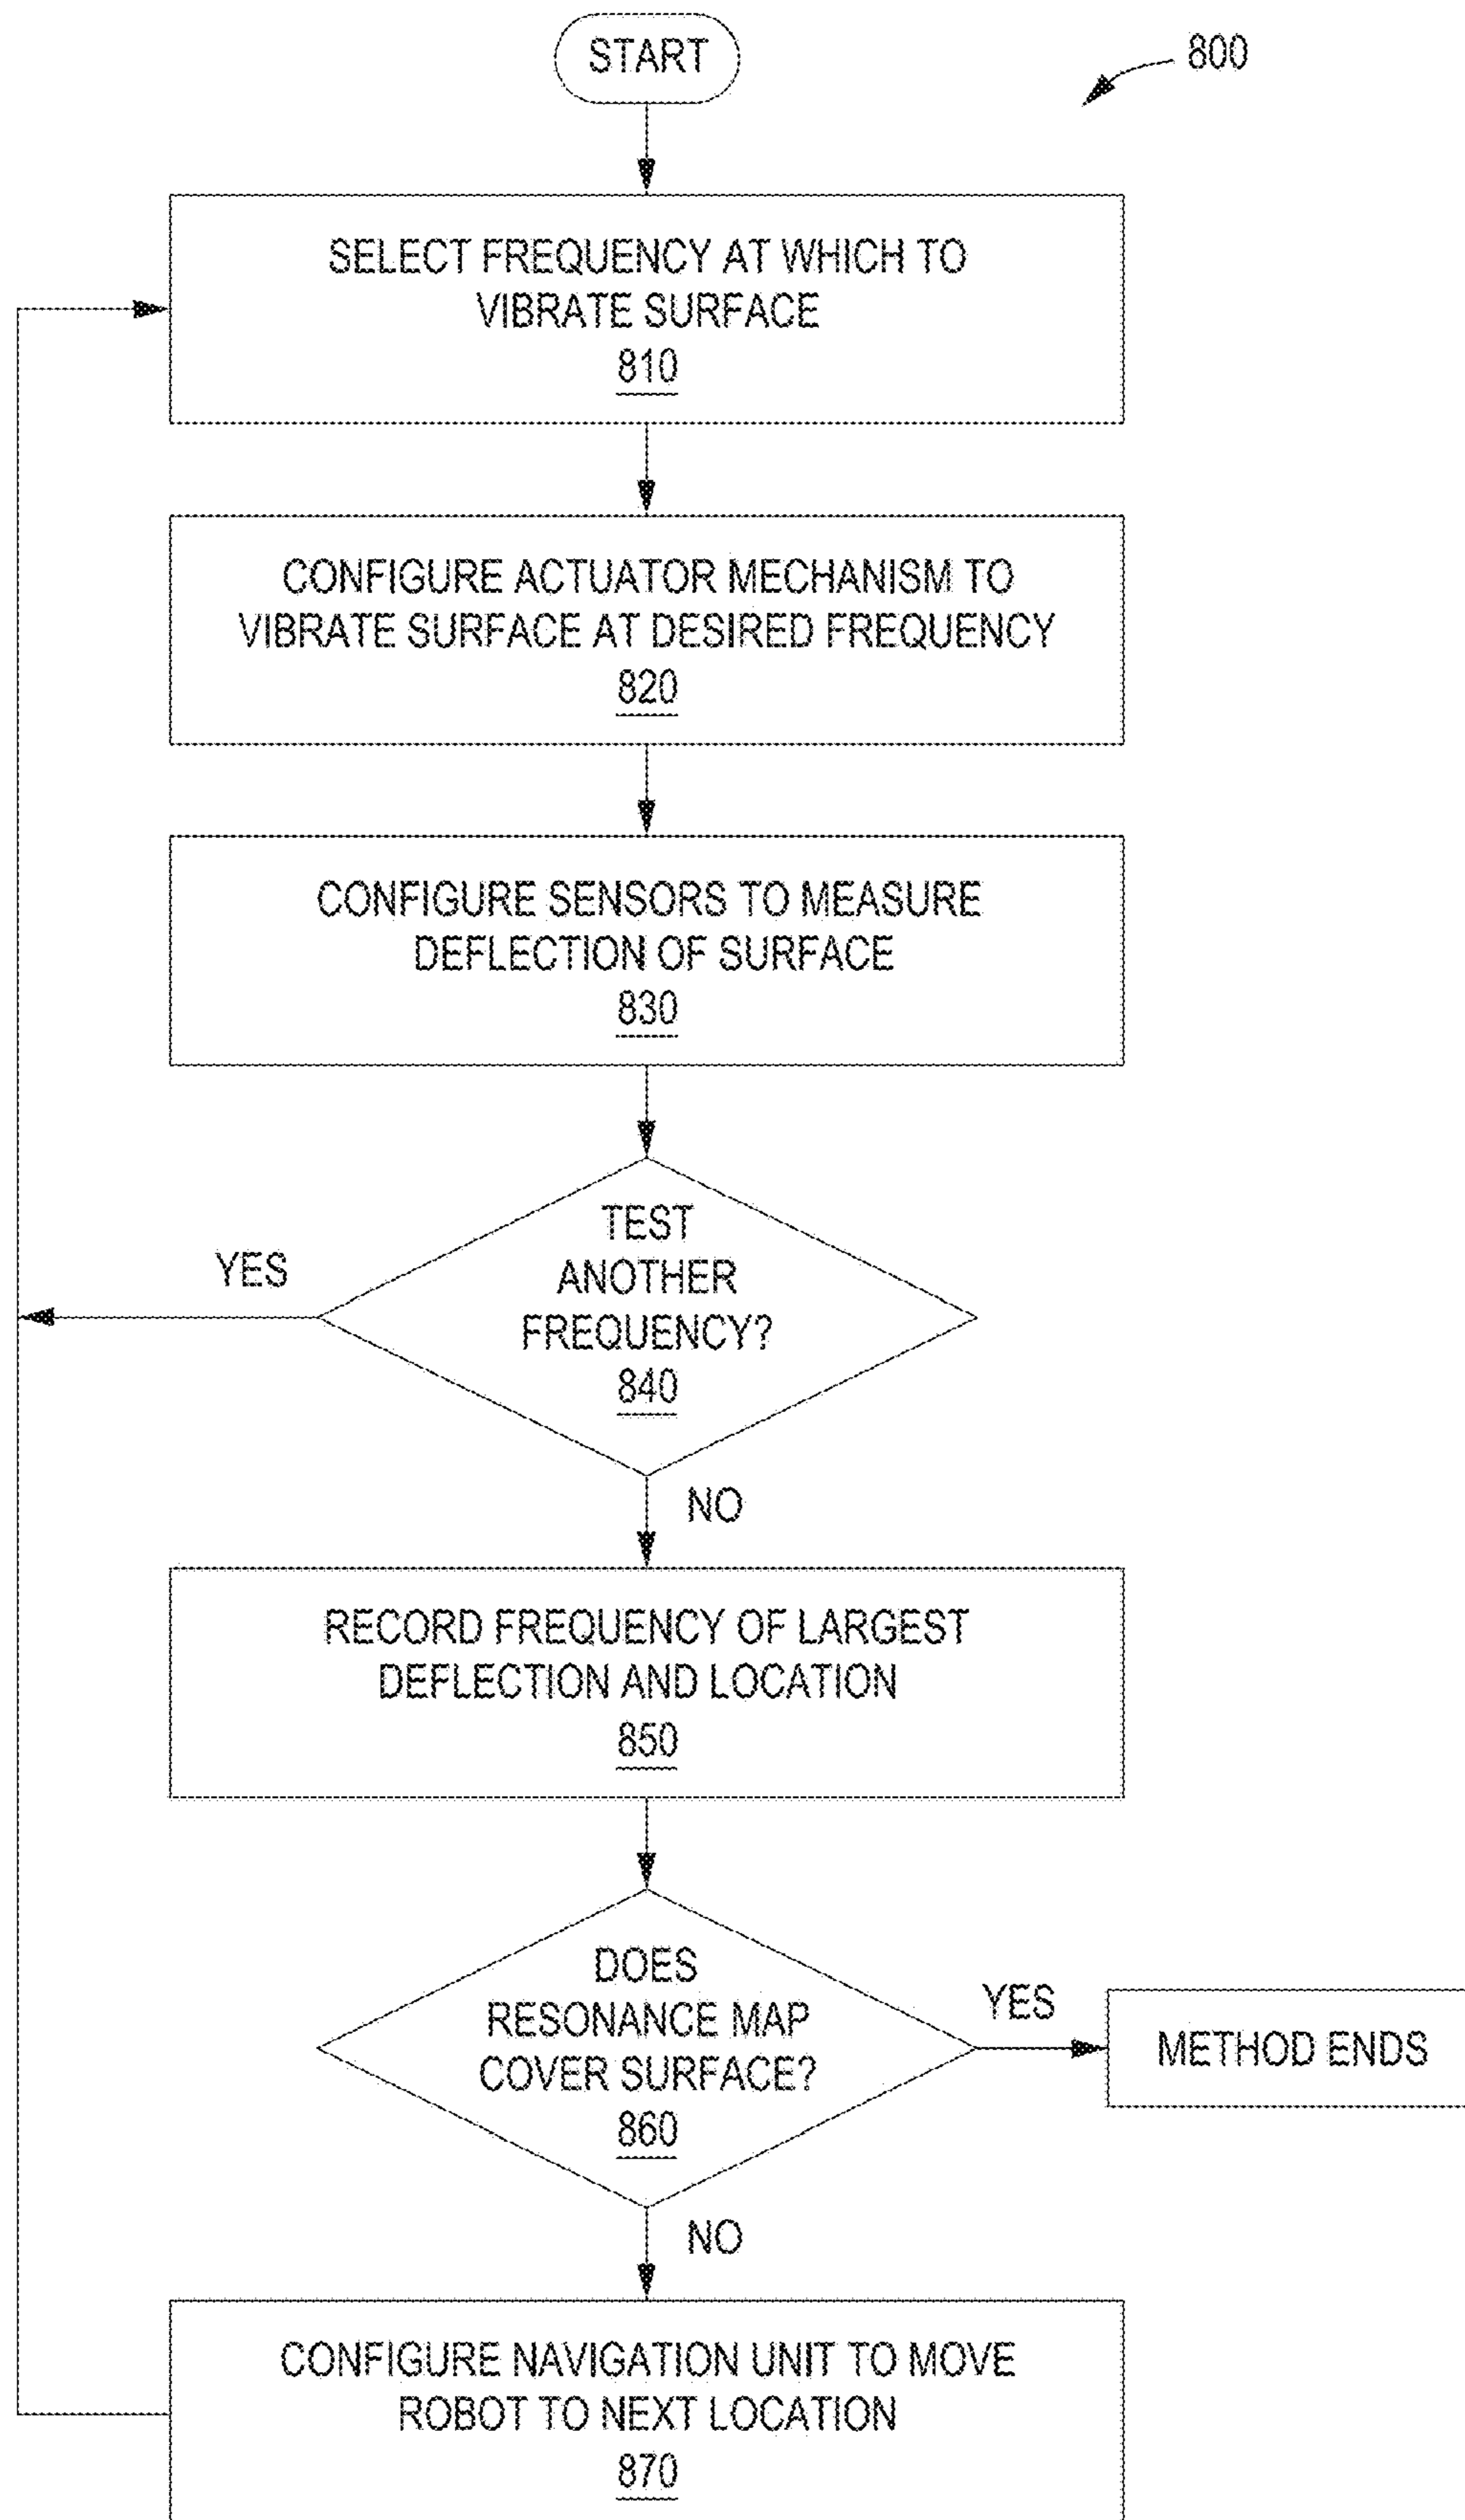 START
800
SELECT FREQUENCY AT WHICH TO
VIBRATE SURFACE
810
CONFIGURE ACTUATOR MECHANISM TO
VIBRATE SURFACE AT DESIRED FREQUENCY
820
CONFIGURE SENSORS TO MEASURE
DEFLECTION OF SURFACE
830
TEST
ANOTHER
FREQUENCY?
840
YES
NO
RECORD FREQUENCY OF LARGEST
DEFLECTION AND LOCATION
850
DOES
RESONANCE MAP
COVER SURFACE?
860
YES
METHOD ENDS
NO
CONFIGURE NAVIGATION UNIT TO MOVE
ROBOT TO NEXT LOCATION
870